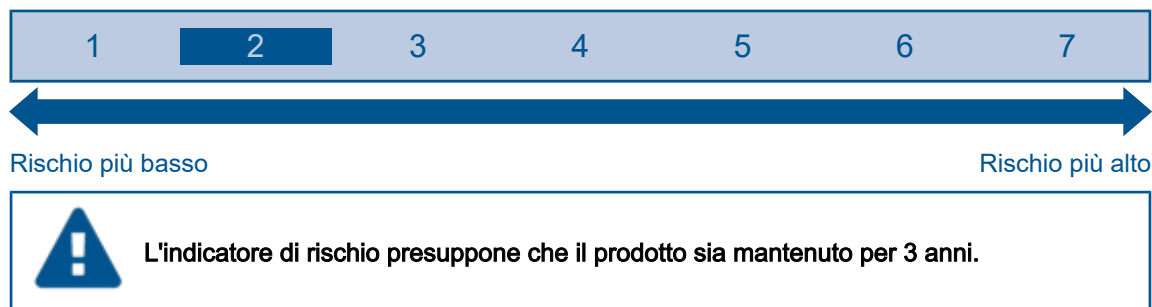 1 2 3 4 5 6 7
Rischio più basso Rischio più alto
L'indicatore di rischio presuppone che il prodotto sia mantenuto per 3 anni.